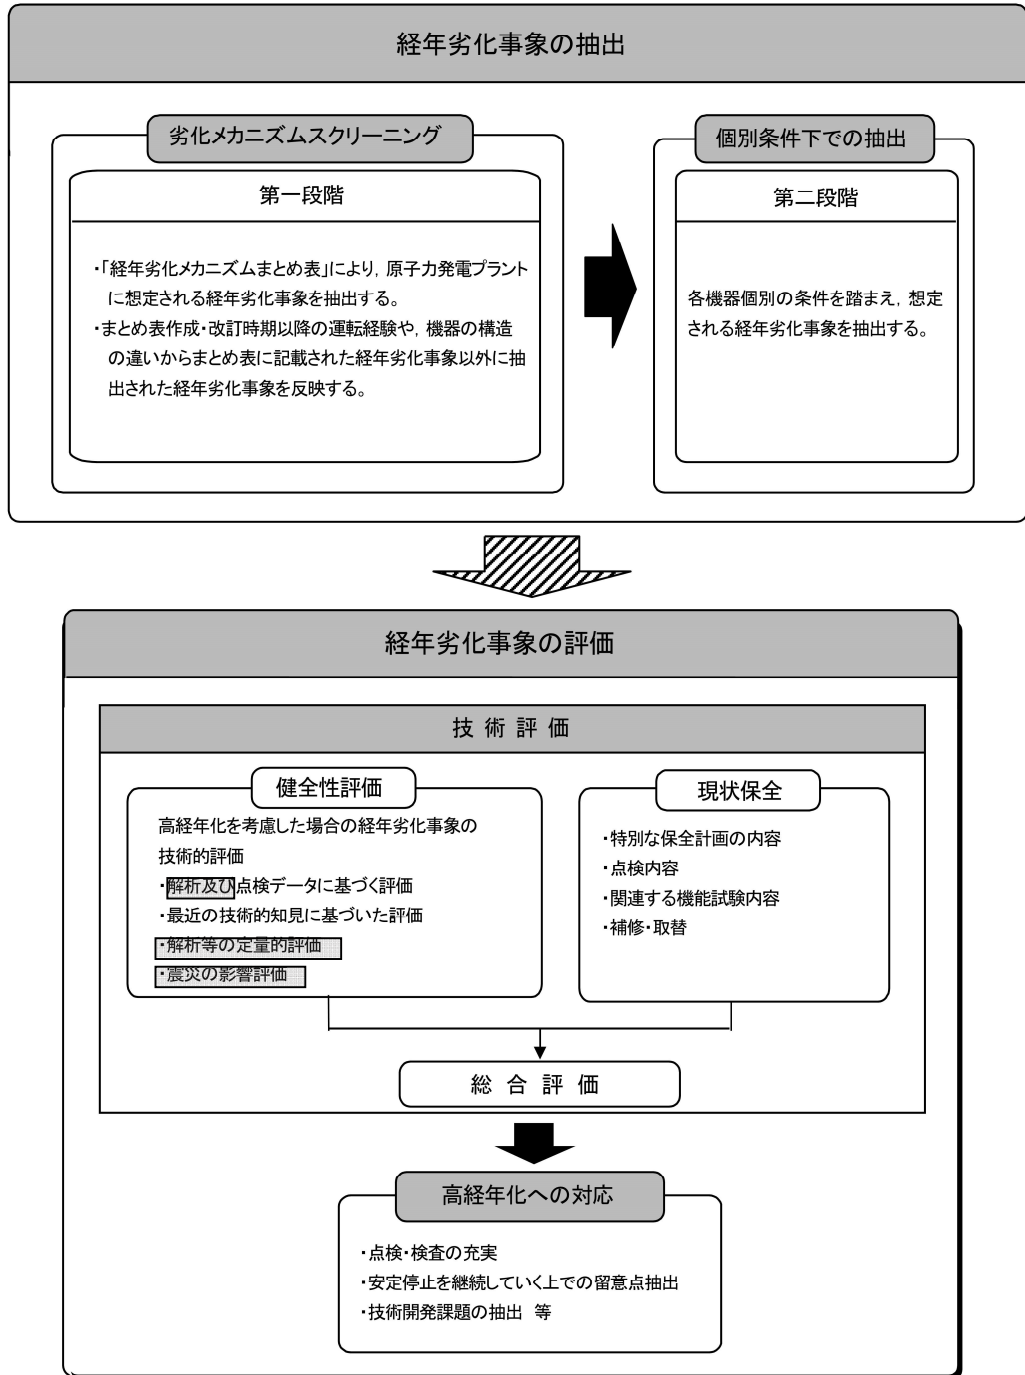 経年劣化事象の抽出
劣化メカニズムスクリーニング
第一段階
・「経年劣化メカニズムまとめ表」により，原子力発電プラント
に想定される経年劣化事象を抽出する。
・まとめ表作成・改訂時期以降の運転経験や，機器の構造
の違いからまとめ表に記載された経年劣化事象以外に抽
出された経年劣化事象を反映する。
個別条件下での抽出
第二段階
各機器個別の条件を踏まえ，想定
される経年劣化事象を抽出する。
経年劣化事象の評価
技 術 評 価
健全性評価
高経年化を考慮した場合の経年劣化事象の
技術的評価
・解析及び点検データに基づく評価
・最近の技術的知見に基づいた評価
・解析等の定量的評価
・震災の影響評価
現状保全
・特別な保全計画の内容
・点検内容
・関連する機能試験内容
・補修・取替
総 合 評 価
高経年化への対応
・点検・検査の充実
・安定停止を継続していく上での留意点抽出
・技術開発課題の抽出　等